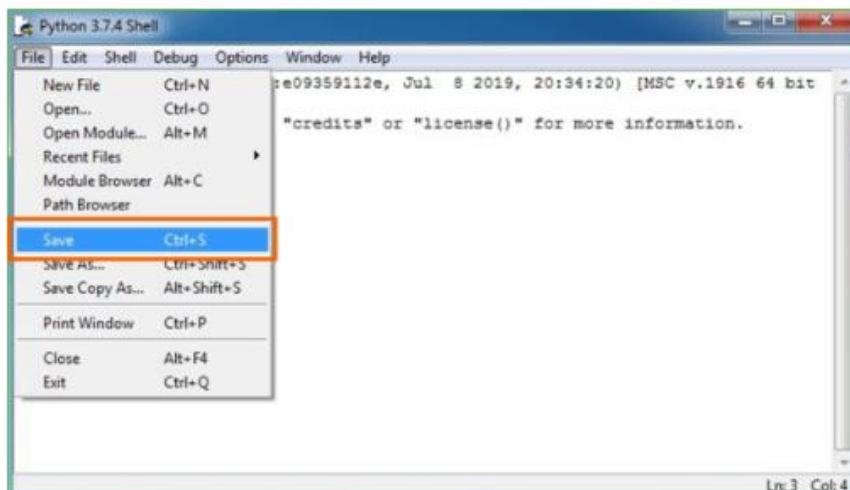 Python 3.7.4 Shell
File Edit Shell Debug Options Window Help
:e09359112e, Jul 8 2019, 20:34:20) [MSC v.1916 64 bit
"credits" or "license()" for more information.
New File Ctrl+N
Open... Ctrl+O
Open Module... Alt+M
Recent Files
Module Browser Alt+C
Path Browser
Save Ctrl+S
Save As... Ctrl+Shift+S
Save Copy As... Alt+Shift+S
Print Window Ctrl+P
Close Alt+F4
Exit Ctrl+Q
Ln: 3 Col: 4